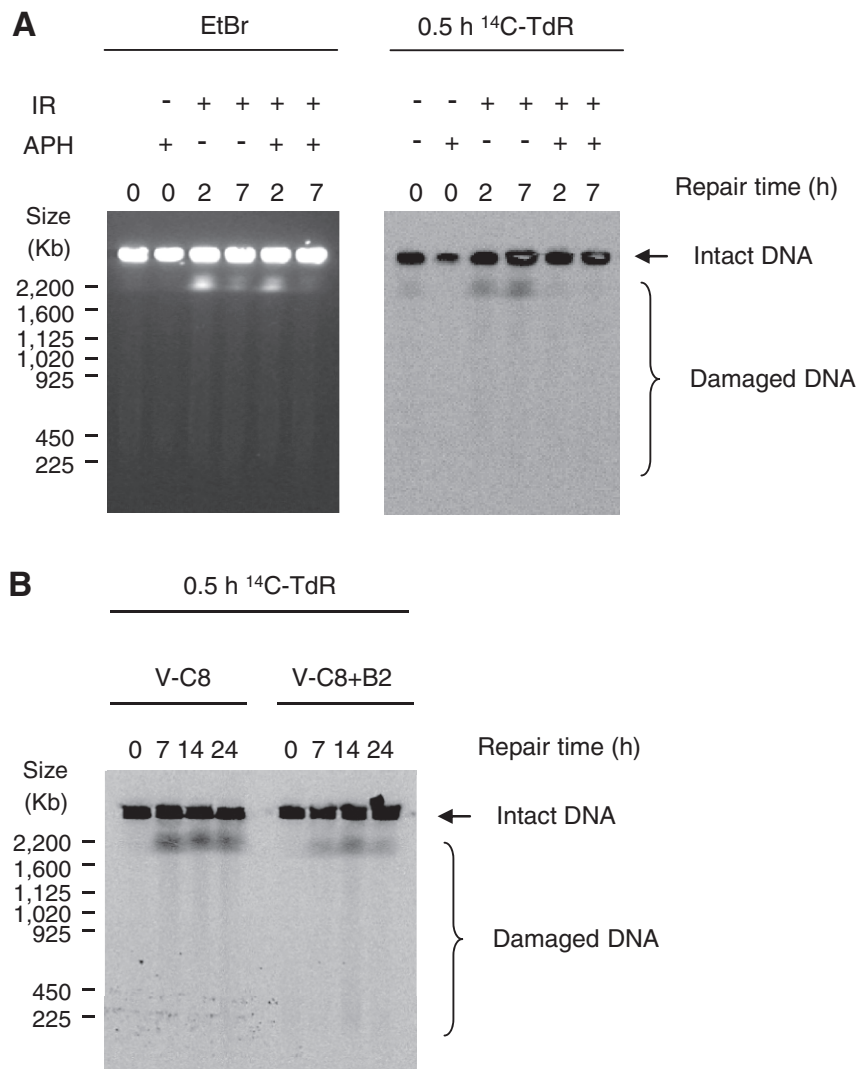 A
EtBr 0.5 h ¹⁴C-TdR
IR - + + + + - - + + + +
APH + - - + + - + - - + +
0 0 2 7 2 7 0 0 2 7 2 7 Repair time (h)
Size
(Kb)
Intact DNA
2,200
1,600
1,125
1,020
925
Damaged DNA
450
225
B
0.5 h ¹⁴C-TdR
V-C8 V-C8+B2
0 7 14 24 0 7 14 24 Repair time (h)
Size
(Kb)
Intact DNA
2,200
1,600
1,125
1,020
925
Damaged DNA
450
225